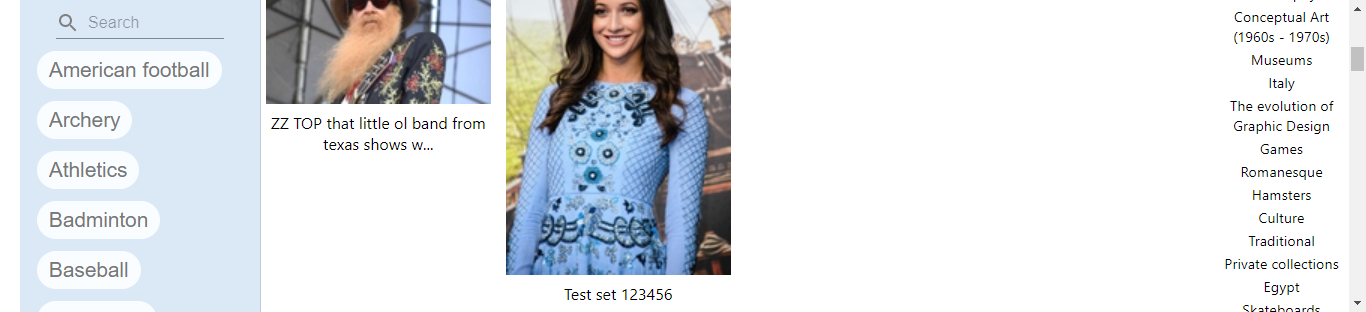 Search
American football
Archery
Athletics
Badminton
Baseball
ZZ TOP that little ol band from
texas shows w...
Test set 123456
Conceptual Art
(1960s - 1970s)
Museums
Italy
The evolution of
Graphic Design
Games
Romanesque
Hamsters
Culture
Traditional
Private collections
Egypt
Skateboards